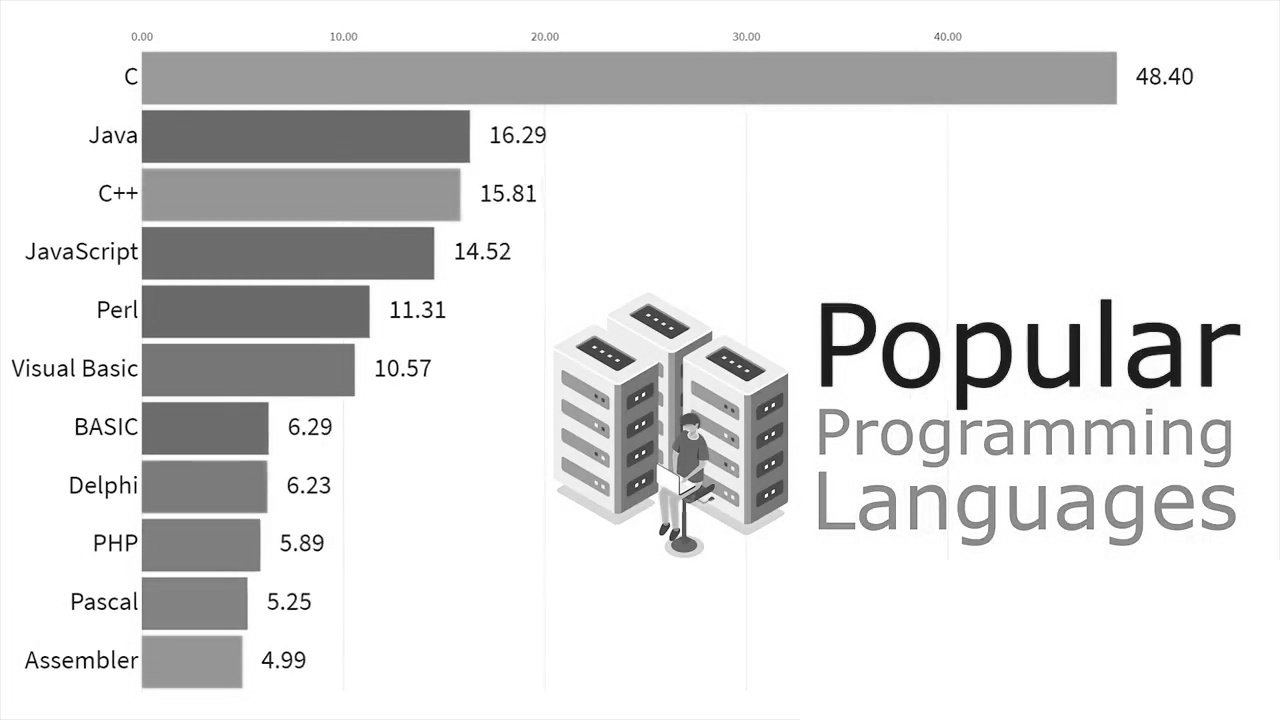 0.00 10.00 20.00 30.00 40.00
C 48.40
Java 16.29
C++ 15.81
JavaScript 14.52
Perl 11.31
Visual Basic 10.57
BASIC 6.29
Delphi 6.23
PHP 5.89
Pascal 5.25
Assembler 4.99
Popular
Programming
Languages